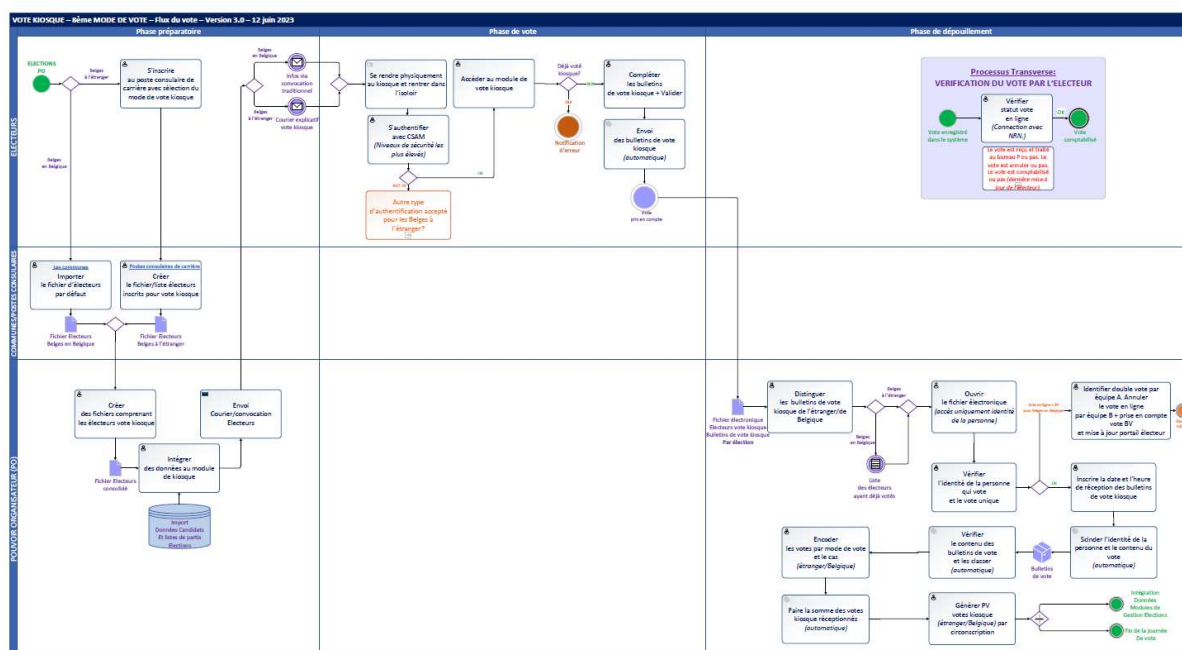 VOTE KIOSQUE – 8ème MODE DE VOTE – Flux du vote – Version 3.0 – 12 juin 2023
Phase préparatoire
Phase de vote
Phase de dépouillement
ELECTEURS
ELECTIONS
PO
Belges
à l'étranger
S'inscrire
au poste consulaire de
carrière avec sélection du
mode de vote kiosque
Belges
en Belgique
Belges
en Belgique
Infos via
convocation
traditionnel
Belges
à l'étranger
Courier explicatif
vote kiosque
Se rendre physiquement
au kiosque et rentrer dans
l'isoloir
S'authentifier
avec CSAM
(Niveaux de sécurité les
plus élevés)
OK
Autre type
d'authentification accepté
pour les Belges à
l'étranger ?
Accéder au module de
vote kiosque
Déjà voté
kiosque?
OUI
Notification
d'erreur
Compléter
les bulletins
de vote kiosque + Valider
Envoi
des bulletins de vote
kiosque
(automatique)
Vote
pris en compte
Processus Transverse:
VERIFICATION DU VOTE PAR L'ELECTEUR
Vote enregistré
dans le système
Vérifier
statut vote
en ligne
(Connection avec
NRN.)
OK
Vote
comptabilisé
Le vote est reçu et traité
au bureau P ou pas. Le
vote est annuler ou pas.
Le vote est comptabilisé
ou pas (dernière mise à
jour de l'électeur).
COMMUNES/POSTES CONSULAIRES
Les communes
Importer
le fichier d'électeurs
par défaut
Postes consulaires de carrière
Créer
le fichier/liste électeurs
inscrits pour vote kiosque
Fichier Electeurs
Belges en Belgique
Fichier Electeurs
Belges à l'étranger
POUVOIR ORGANISATEUR (PO)
Créer
des fichiers comprenant
les électeurs vote kiosque
Fichier Electeurs
consolidé
Envoi
Courier/convocation
Electeurs
Intégrer
des données au module
de kiosque
Import
Données Candidats
Et listes de partis
Elections
Fichier électronique
Electeurs vote kiosque
Bulletins de vote kiosque
Par élection
Distinguer
les bulletins de vote
kiosque de l'étranger/de
Belgique
Belges
à l'étranger
Belges
en Belgique
Liste
des électeurs
ayant déjà votés
Ouvrir
le fichier électronique
(accès uniquement identité
de la personne)
Vérifier
l'identité de la personne
qui vote
et le vote unique
OK
Identifier double vote par
équipe A. Annuler
le vote en ligne
par équipe B + prise en compte
vote BV
et mise à jour portail électeur
Inscrire la date et l'heure
de réception des bulletins
de vote kiosque
Scinder l'identité de la
personne et le contenu du
vote
(automatique)
Bulletins
de vote
Vérifier
le contenu des
bulletins de vote
et les classer
(automatique)
Encoder
les votes par mode de vote
et le cas
(étranger/Belgique)
Faire la somme des votes
kiosque réceptionnés
(automatique)
Générer PV
votes kiosque
(étranger/Belgique) par
circonscription
Intégration
Données
Modules de
Gestion Elections
Fin de la journée
De vote